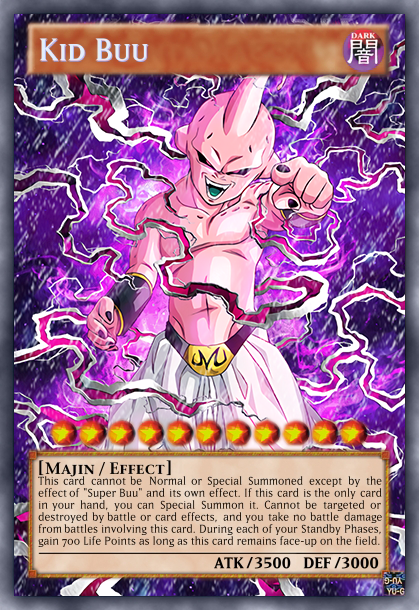 Kid Buu
DARK
闇
[Majin / Effect]
This card cannot be Normal or Special Summoned except by the
effect of "Super Buu" and its own effect. If this card is the only card
in your hand, you can Special Summon it. Cannot be targeted or
destroyed by battle or card effects, and you take no battle damage
from battles involving this card. During each of your Standby Phases,
gain 700 Life Points as long as this card remains face-up on the field.
ATK/3500 DEF/3000
YU-G